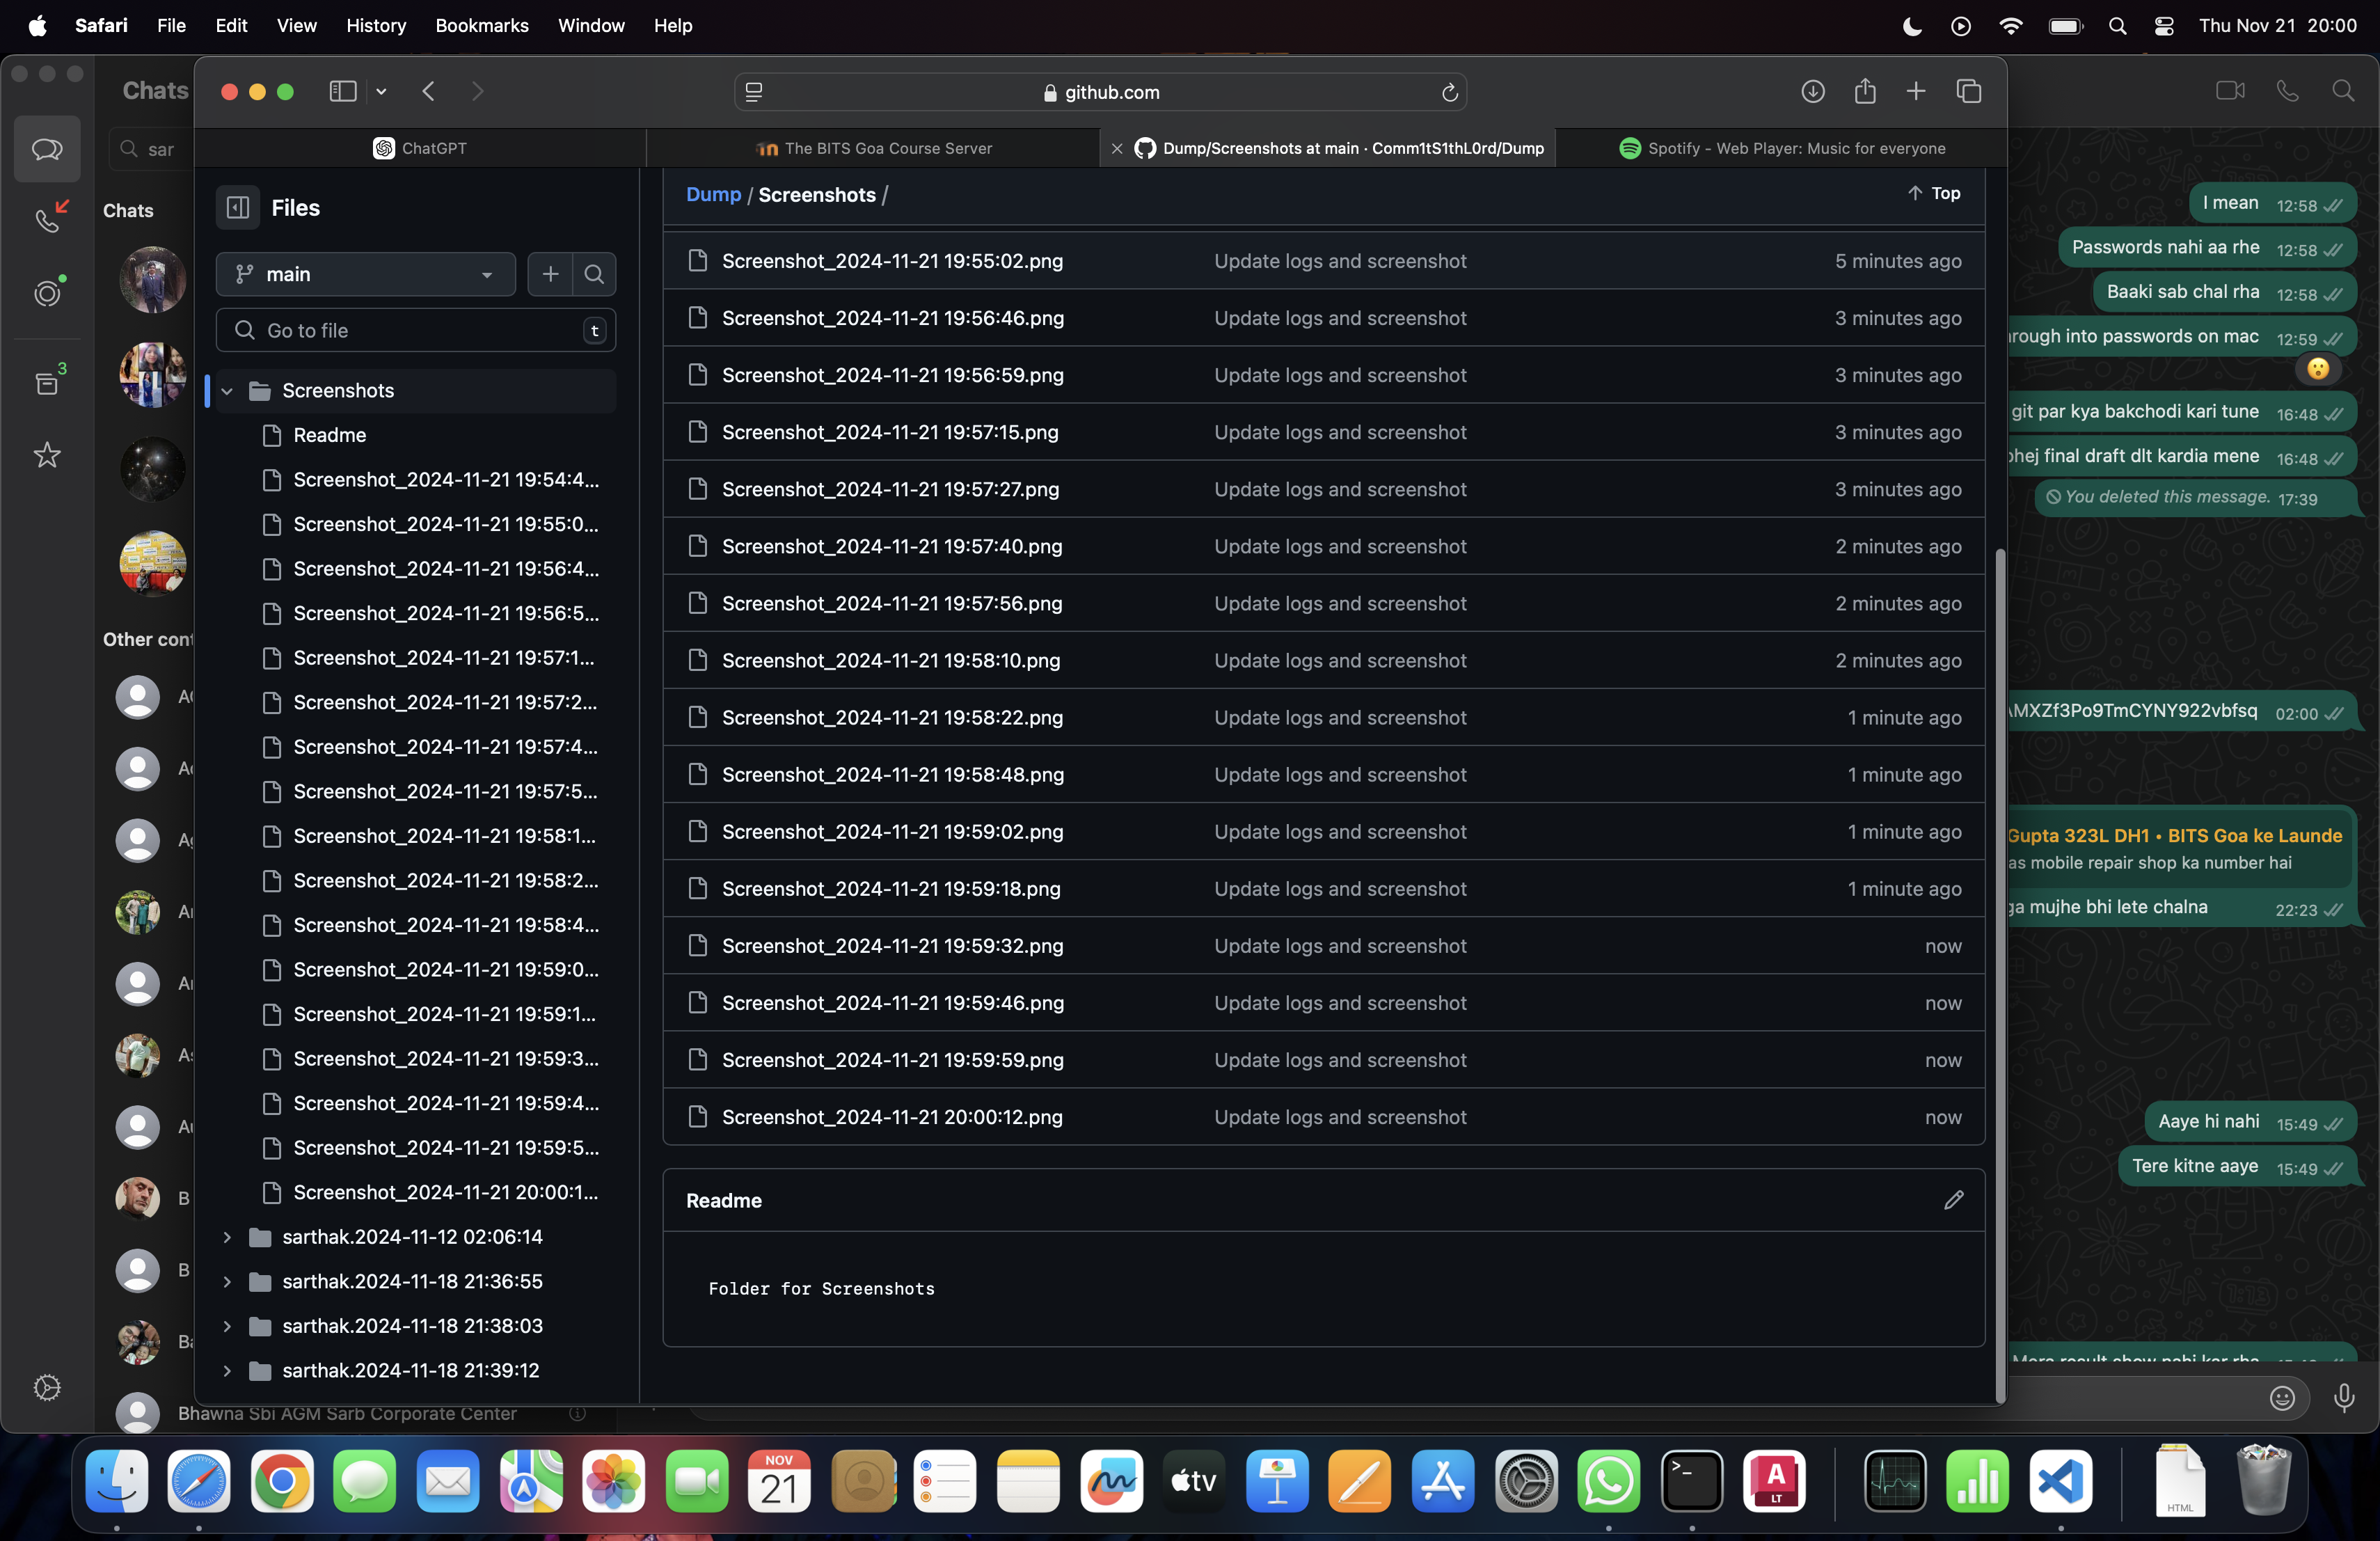 Safari File Edit View History Bookmarks Window Help
Thu Nov 21 20:00
Chats
sar
Chats
3
Other cont
Bhawna Sbi AGM Sarb Corporate Center
github.com
ChatGPT
The BITS Goa Course Server
Dump/Screenshots at main · Comm1tS1thL0rd/Dump
Spotify - Web Player: Music for everyone
Files
main
Go to file
t
Screenshots
Readme
Screenshot_2024-11-21 19:54:4...
Screenshot_2024-11-21 19:55:0...
Screenshot_2024-11-21 19:56:4...
Screenshot_2024-11-21 19:56:5...
Screenshot_2024-11-21 19:57:1...
Screenshot_2024-11-21 19:57:2...
Screenshot_2024-11-21 19:57:4...
Screenshot_2024-11-21 19:57:5...
Screenshot_2024-11-21 19:58:1...
Screenshot_2024-11-21 19:58:2...
Screenshot_2024-11-21 19:58:4...
Screenshot_2024-11-21 19:59:0...
Screenshot_2024-11-21 19:59:1...
Screenshot_2024-11-21 19:59:3...
Screenshot_2024-11-21 19:59:4...
Screenshot_2024-11-21 19:59:5...
Screenshot_2024-11-21 20:00:1...
sarthak.2024-11-12 02:06:14
sarthak.2024-11-18 21:36:55
sarthak.2024-11-18 21:38:03
sarthak.2024-11-18 21:39:12
Dump / Screenshots /
Top
Screenshot_2024-11-21 19:55:02.png Update logs and screenshot 5 minutes ago
Screenshot_2024-11-21 19:56:46.png Update logs and screenshot 3 minutes ago
Screenshot_2024-11-21 19:56:59.png Update logs and screenshot 3 minutes ago
Screenshot_2024-11-21 19:57:15.png Update logs and screenshot 3 minutes ago
Screenshot_2024-11-21 19:57:27.png Update logs and screenshot 3 minutes ago
Screenshot_2024-11-21 19:57:40.png Update logs and screenshot 2 minutes ago
Screenshot_2024-11-21 19:57:56.png Update logs and screenshot 2 minutes ago
Screenshot_2024-11-21 19:58:10.png Update logs and screenshot 2 minutes ago
Screenshot_2024-11-21 19:58:22.png Update logs and screenshot 1 minute ago
Screenshot_2024-11-21 19:58:48.png Update logs and screenshot 1 minute ago
Screenshot_2024-11-21 19:59:02.png Update logs and screenshot 1 minute ago
Screenshot_2024-11-21 19:59:18.png Update logs and screenshot 1 minute ago
Screenshot_2024-11-21 19:59:32.png Update logs and screenshot now
Screenshot_2024-11-21 19:59:46.png Update logs and screenshot now
Screenshot_2024-11-21 19:59:59.png Update logs and screenshot now
Screenshot_2024-11-21 20:00:12.png Update logs and screenshot now
Readme
Folder for Screenshots
I mean 12:58
Passwords nahi aa rhe 12:58
Baaki sab chal rha 12:58
into passwords on mac 12:59
git par kya bakchodi kari tune 16:48
final draft dlt kardia mene 16:48
You deleted this message. 17:39
MXZf3Po9TmCYNY922vbfsq 02:00
Gupta 323L DH1 • BITS Goa ke Launde
as mobile repair shop ka number hai
ga mujhe bhi lete chalna 22:23
Aaye hi nahi 15:49
Tere kitne aaye 15:49
NOV
21
tv
>_
A
LT
HTML